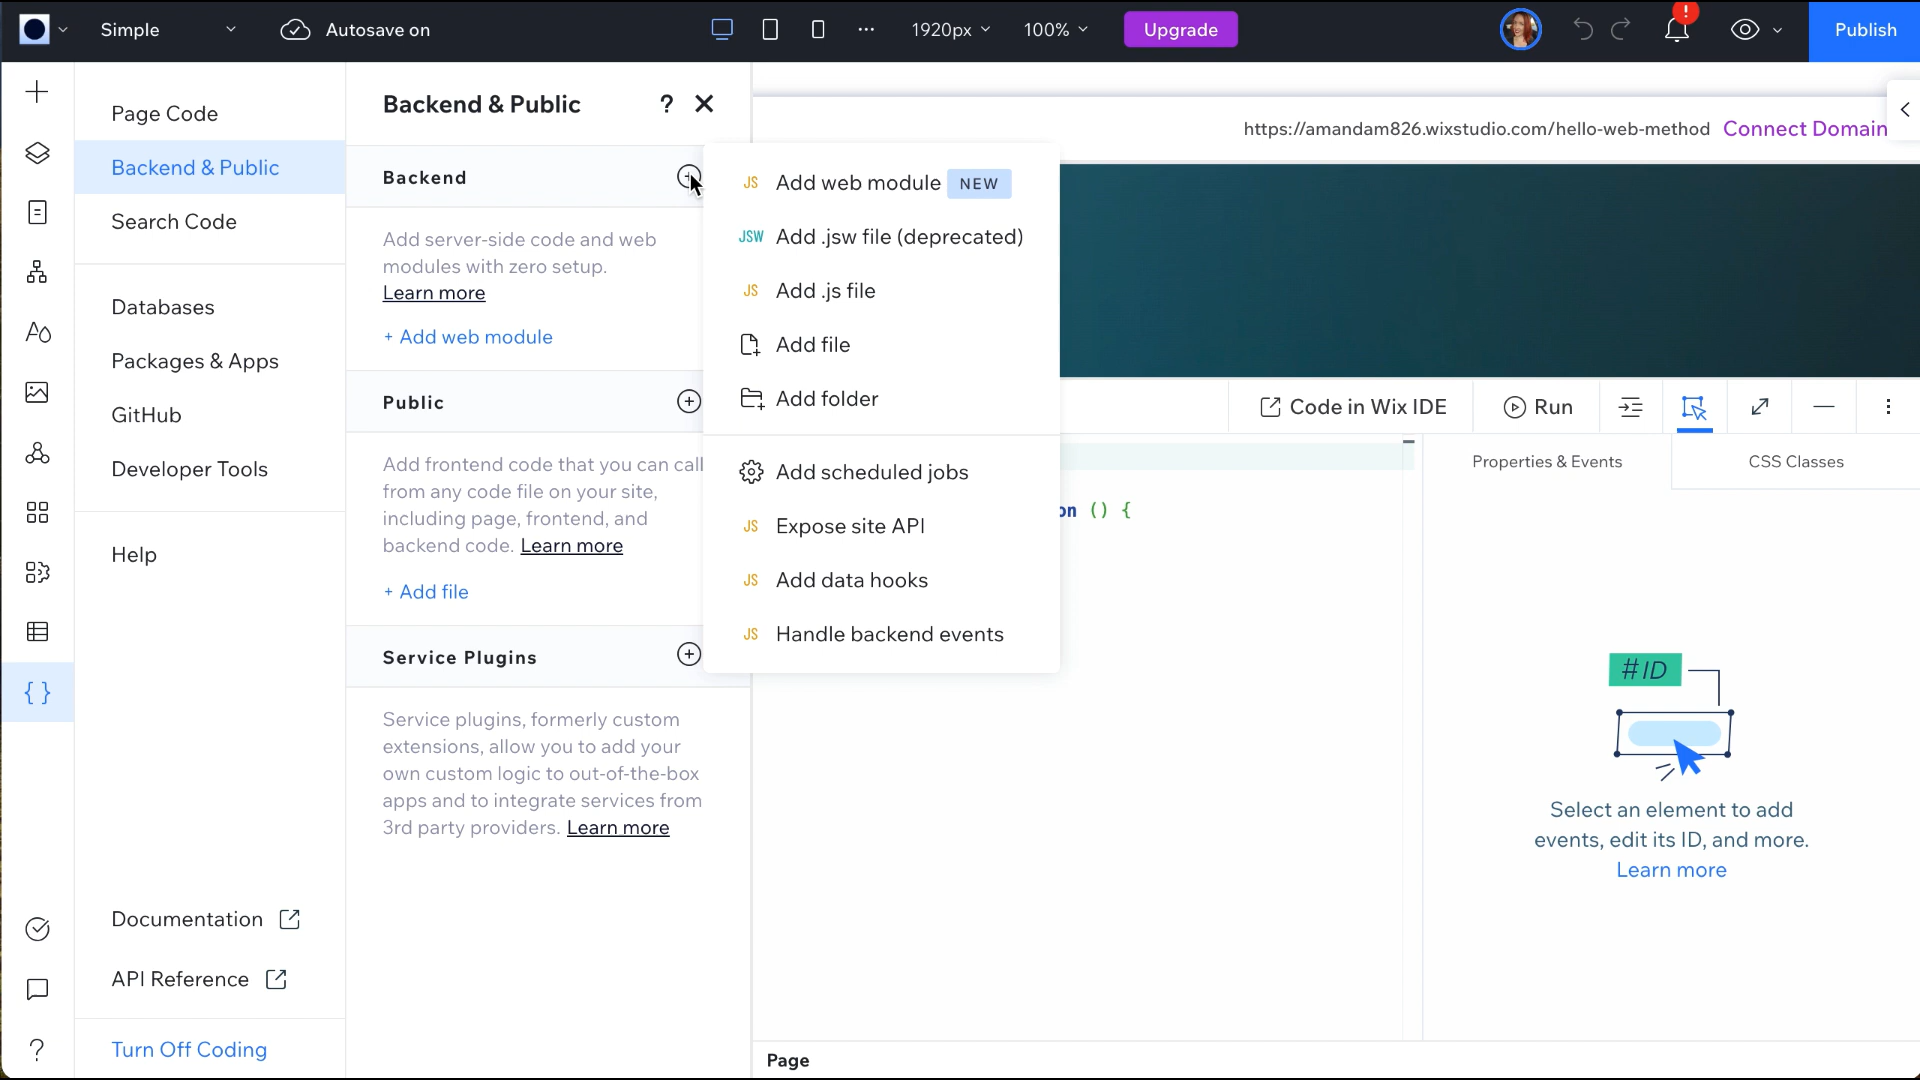 Simple
Autosave on
1920px
100%
Upgrade
!
Publish
Page Code
Backend & Public
Search Code
Databases
Packages & Apps
GitHub
Developer Tools
Help
Documentation
API Reference
Turn Off Coding
Backend & Public
?
Backend
Add server-side code and web
modules with zero setup.
Learn more
+ Add web module
Public
Add frontend code that you can call
from any code file on your site,
including page, frontend, and
backend code. Learn more
+ Add file
Service Plugins
Service plugins, formerly custom
extensions, allow you to add your
own custom logic to out-of-the-box
apps and to integrate services from
3rd party providers. Learn more
JS Add web module NEW
JSW Add .jsw file (deprecated)
JS Add .js file
Add file
Add folder
Add scheduled jobs
JS Expose site API
JS Add data hooks
JS Handle backend events
https://amandam826.wixstudio.com/hello-web-method Connect Domain
Code in Wix IDE
Run
on () {
Properties & Events
CSS Classes
#ID
Select an element to add
events, edit its ID, and more.
Learn more
Page